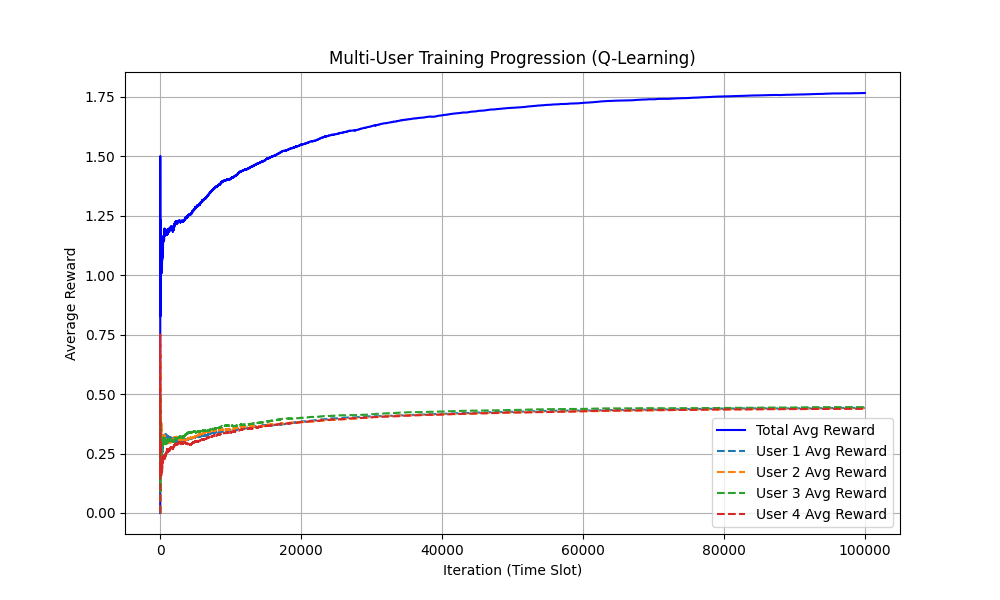 Multi-User Training Progression (Q-Learning)
Average Reward
1.75
1.50
1.25
1.00
0.75
0.50
0.25
0.00
Total Avg Reward
User 1 Avg Reward
User 2 Avg Reward
User 3 Avg Reward
User 4 Avg Reward
0 20000 40000 60000 80000 100000
Iteration (Time Slot)